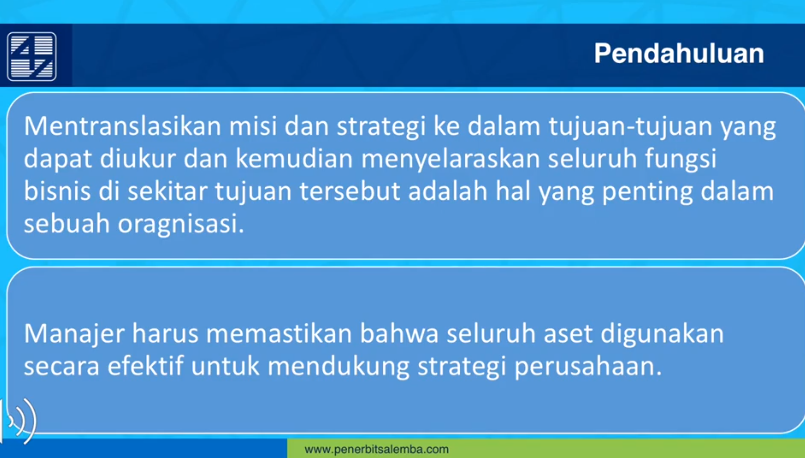 Pendahuluan
Mentranslasikan misi dan strategi ke dalam tujuan-tujuan yang
dapat diukur dan kemudian menyelaraskan seluruh fungsi
bisnis di sekitar tujuan tersebut adalah hal yang penting dalam
sebuah oragnisasi.
Manajer harus memastikan bahwa seluruh aset digunakan
secara efektif untuk mendukung strategi perusahaan.
www.penerbitsalemba.com